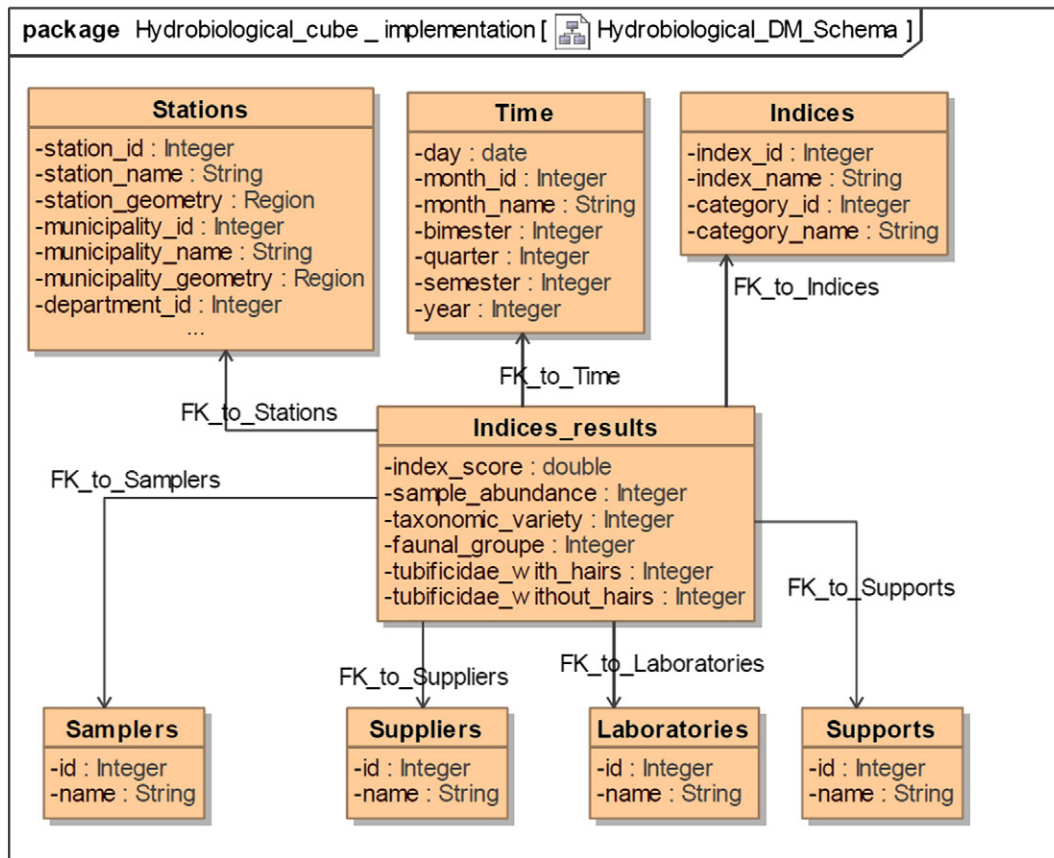 package Hydrobiological_cube _ implementation [ Hydrobiological_DM_Schema ]
Stations
-station_id : Integer
-station_name : String
-station_geometry : Region
-municipality_id : Integer
-municipality_name : String
-municipality_geometry : Region
-department_id : Integer
...
Time
-day : date
-month_id : Integer
-month_name : String
-bimester : Integer
-quarter : Integer
-semester : Integer
-year : Integer
Indices
-index_id : Integer
-index_name : String
-category_id : Integer
-category_name : String
FK_to_Indices
FK_to_Time
FK_to_Stations
Indices_results
-index_score : double
-sample_abundance : Integer
-taxonomic_variety : Integer
-faunal_groupe : Integer
-tubificidae_with_hairs : Integer
-tubificidae_without_hairs : Integer
FK_to_Samplers
FK_to_Supports
FK_to_Suppliers
FK_to_Laboratories
Samplers
-id : Integer
-name : String
Suppliers
-id : Integer
-name : String
Laboratories
-id : Integer
-name : String
Supports
-id : Integer
-name : String